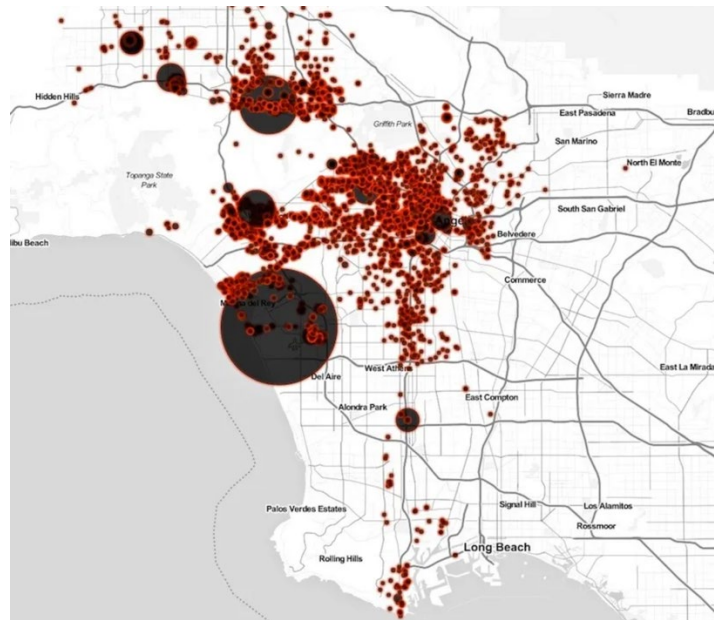 Sierra Madre
Hidden Hills
East Pasadena
Griffith Park
San Marino
North El Monte
Topanga State
Park
South San Gabriel
Belvedere
Commerce
Del Aire
West Athens
East La Mirada
East Compton
Alondra Park
Palos Verdes Estates
Signal Hill
Los Alamitos
Rossmoor
Long Beach
Rolling Hills